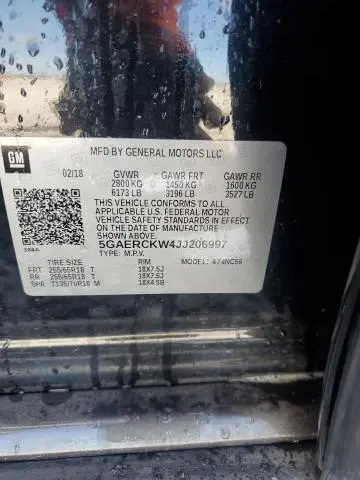 GM
MFD BY GENERAL MOTORS LLC
02/18 GVWR GAWR FRT GAWR RR
2800 KG 1450 KG 1600 KG
6173 LB 3196 LB 3527 LB
THIS VEHICLE CONFORMS TO ALL
APPLICABLE U.S. FEDERAL MOTOR
VEHICLE SAFETY STANDARDS IN EFFECT
ON THE DATE OF MANUFACTURE
SHOWN ABOVE.
5GAERCKW4JJ206997
384A TYPE: M.P.V. MODEL: 4T4NC56
TIRE SIZE RIM
FRT 255/65R18 T 18X7.5J
RR 255/65R18 T 18X7.5J
SPA T135/70R18 M 18X4.5B